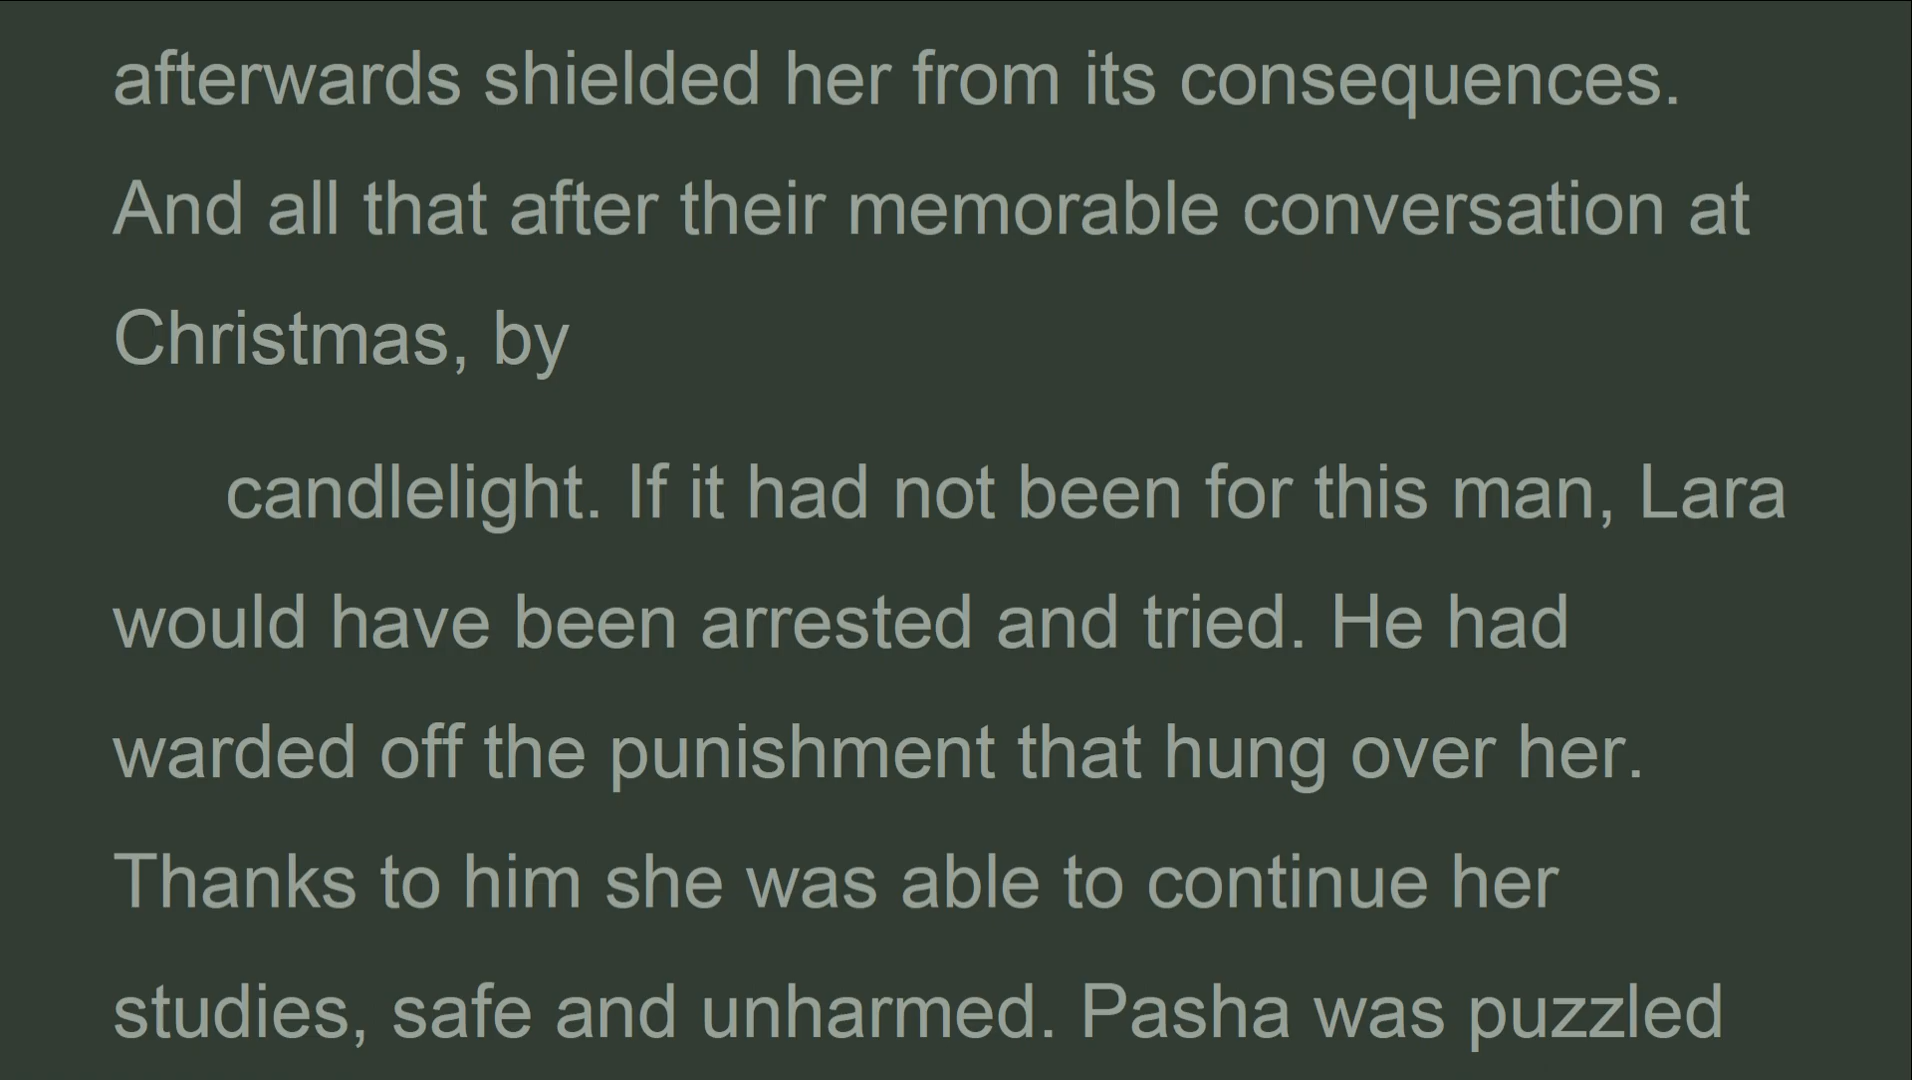 afterwards shielded her from its consequences.
And all that after their memorable conversation at
Christmas, by
candlelight. If it had not been for this man, Lara
would have been arrested and tried. He had
warded off the punishment that hung over her.
Thanks to him she was able to continue her
studies, safe and unharmed. Pasha was puzzled